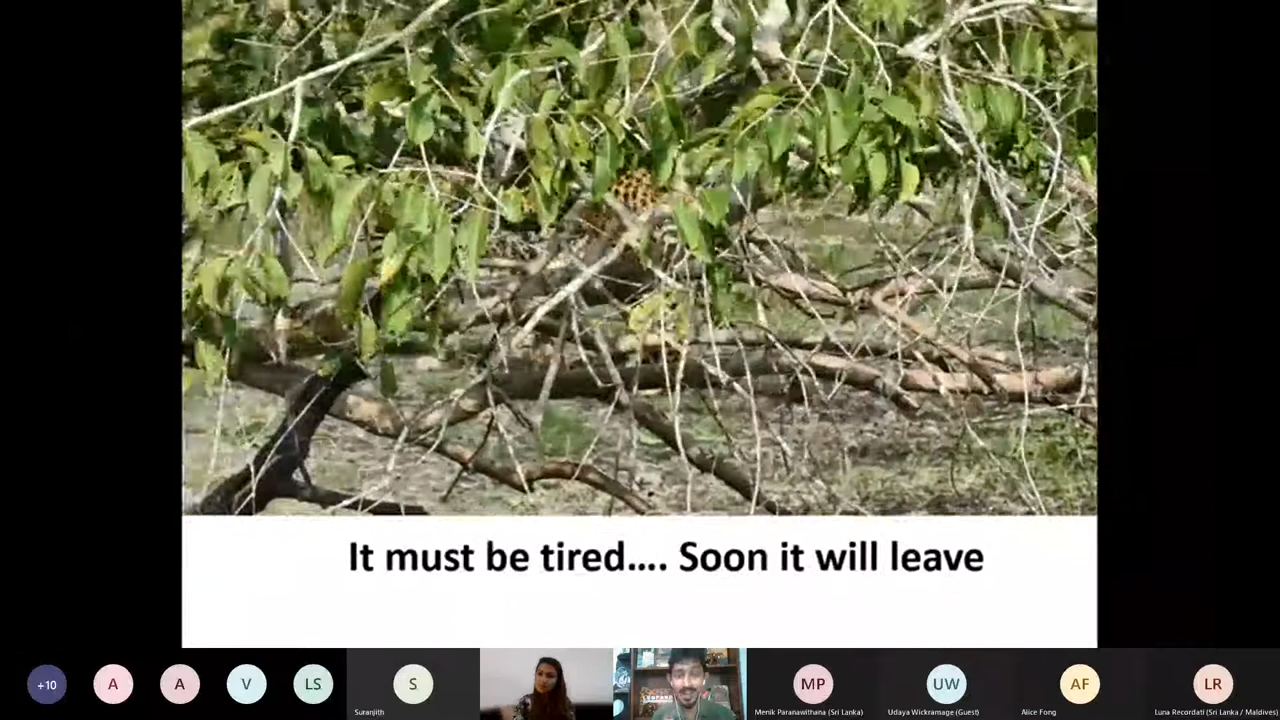 It must be tired.... Soon it will leave
+10
A
A
V
LS
S
MP
UW
AF
LR
Suranjith
Menik Paranawithana (Sri Lanka)
Udaya Wickramage (Guest)
Alice Fong
Luna Recordati (Sri Lanka / Maldives)